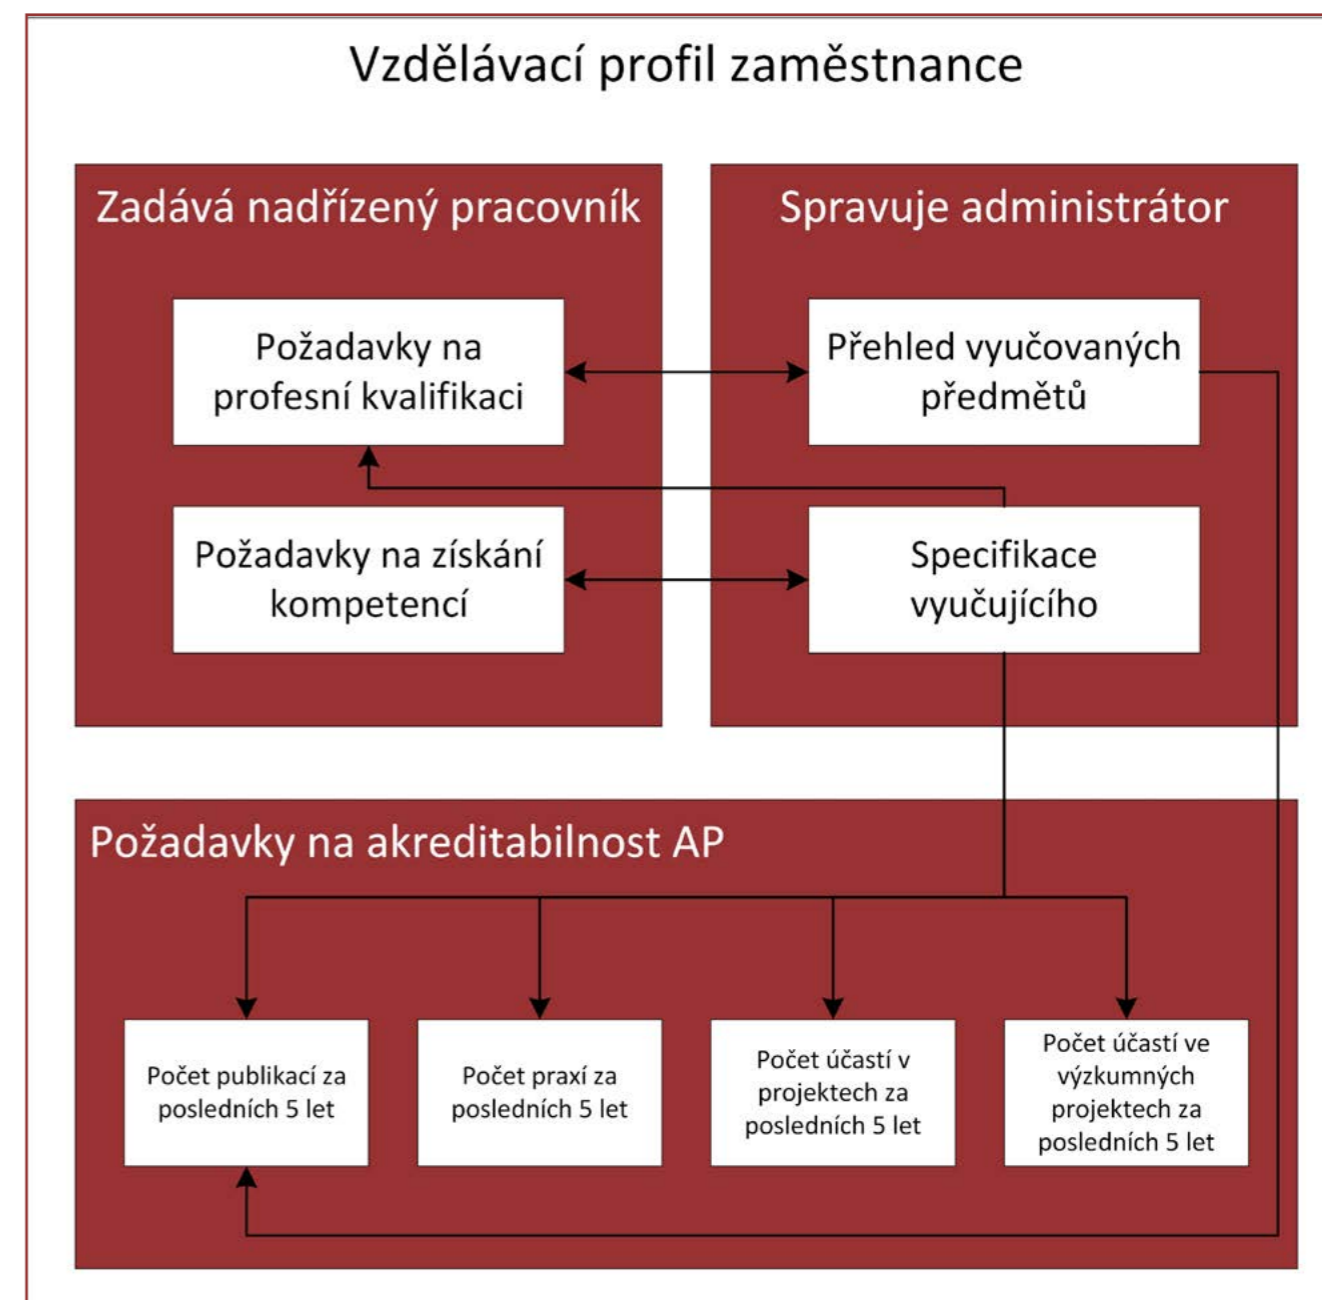 Vzdělávací profil zaměstnance
Zadává nadřízený pracovník
Požadavky na
profesní kvalifikaci
Požadavky na získání
kompetencí
Spravuje administrátor
Přehled vyučovaných
předmětů
Specifikace
vyučujícího
Požadavky na akreditabilnost AP
Počet publikací za
posledních 5 let
Počet praxí za
posledních 5 let
Počet účastí v
projektech za
posledních 5 let
Počet účastí ve
výzkumných
projektech za
posledních 5 let